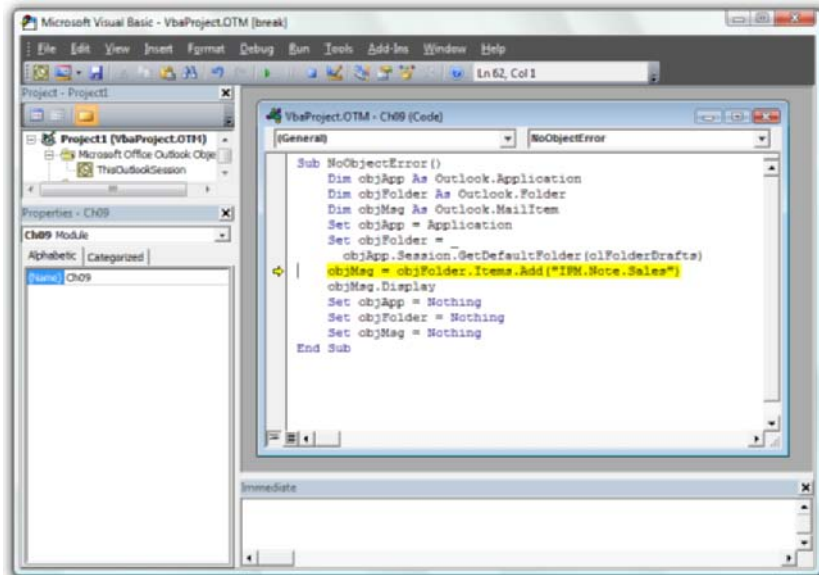 Microsoft Visual Basic - VbaProject.OTM [break]
File Edit View Insert Format Debug Run Tools Add-Ins Window Help
Ln 62, Col 1
Project - Project1
Project1 (VbaProject.OTM)
Microsoft Office Outlook Obje
ThisOutlookSession
Properties - Ch09
Ch09 Module
Alphabetic Categorized
(Name) Ch09
VbaProject.OTM - Ch09 (Code)
(General) NoObjectError
Sub NoObjectError()
Dim objApp As Outlook.Application
Dim objFolder As Outlook.Folder
Dim objMsg As Outlook.MailItem
Set objApp = Application
Set objFolder = _
objApp.Session.GetDefaultFolder(olFolderDrafts)
objMsg = objFolder.Items.Add("IPM.Note.Sales")
objMsg.Display
Set objApp = Nothing
Set objFolder = Nothing
Set objMsg = Nothing
End Sub
Immediate